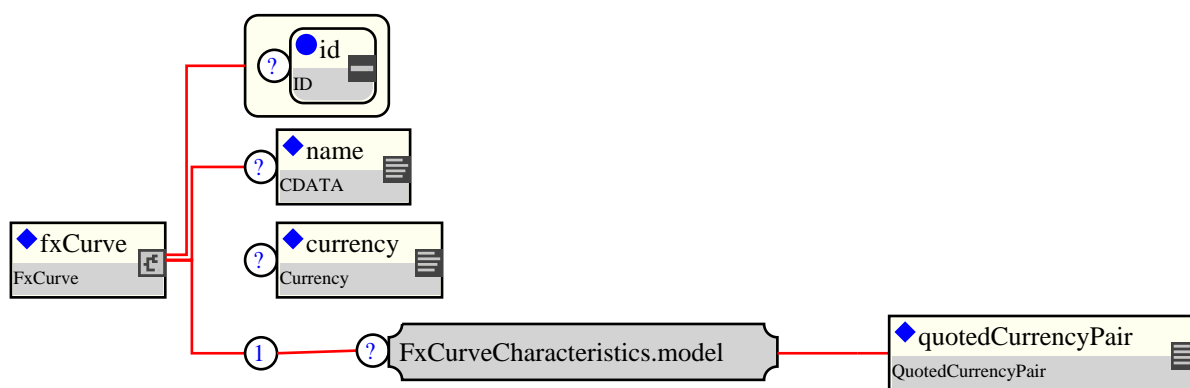 ? id
ID
? name
CDATA
fxCurve
FxCurve
? currency
Currency
1 ? FxCurveCharacteristics.model
quotedCurrencyPair
QuotedCurrencyPair